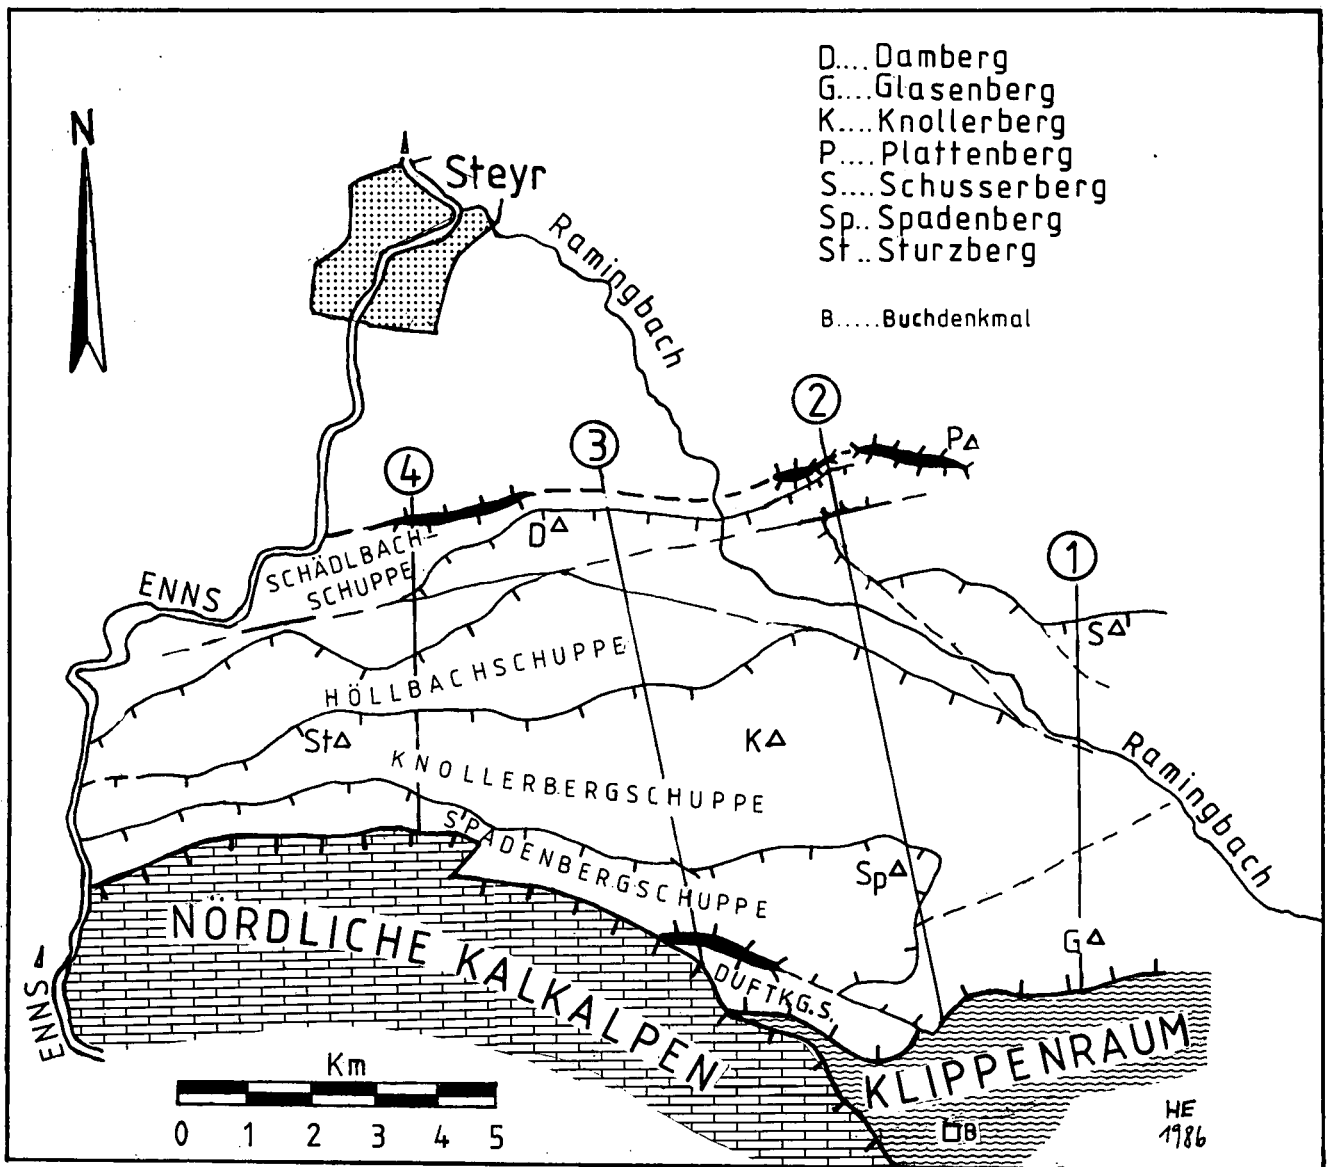 D....Damberg
G....Glasenberg
K....Knollerberg
P....Plattenberg
S....Schusserberg
Sp..Spadenberg
St..Sturzberg
B.....Buchdenkmal
N
Steyr
Ramingbach
2
3
4
P
D
SCHÄDLBACH-
SCHUPPE
ENNS
1
S
HÖLLBACHSCHUPPE
St
K
KNOLLERBERGSCHUPPE
Ramingbach
SPADENBERGSCHUPPE
Sp
G
NÖRDLICHE KALKALPEN
DUFTKG.S.
ENNS
KLIPPENRAUM
Km
0 1 2 3 4 5
B
HE
1986